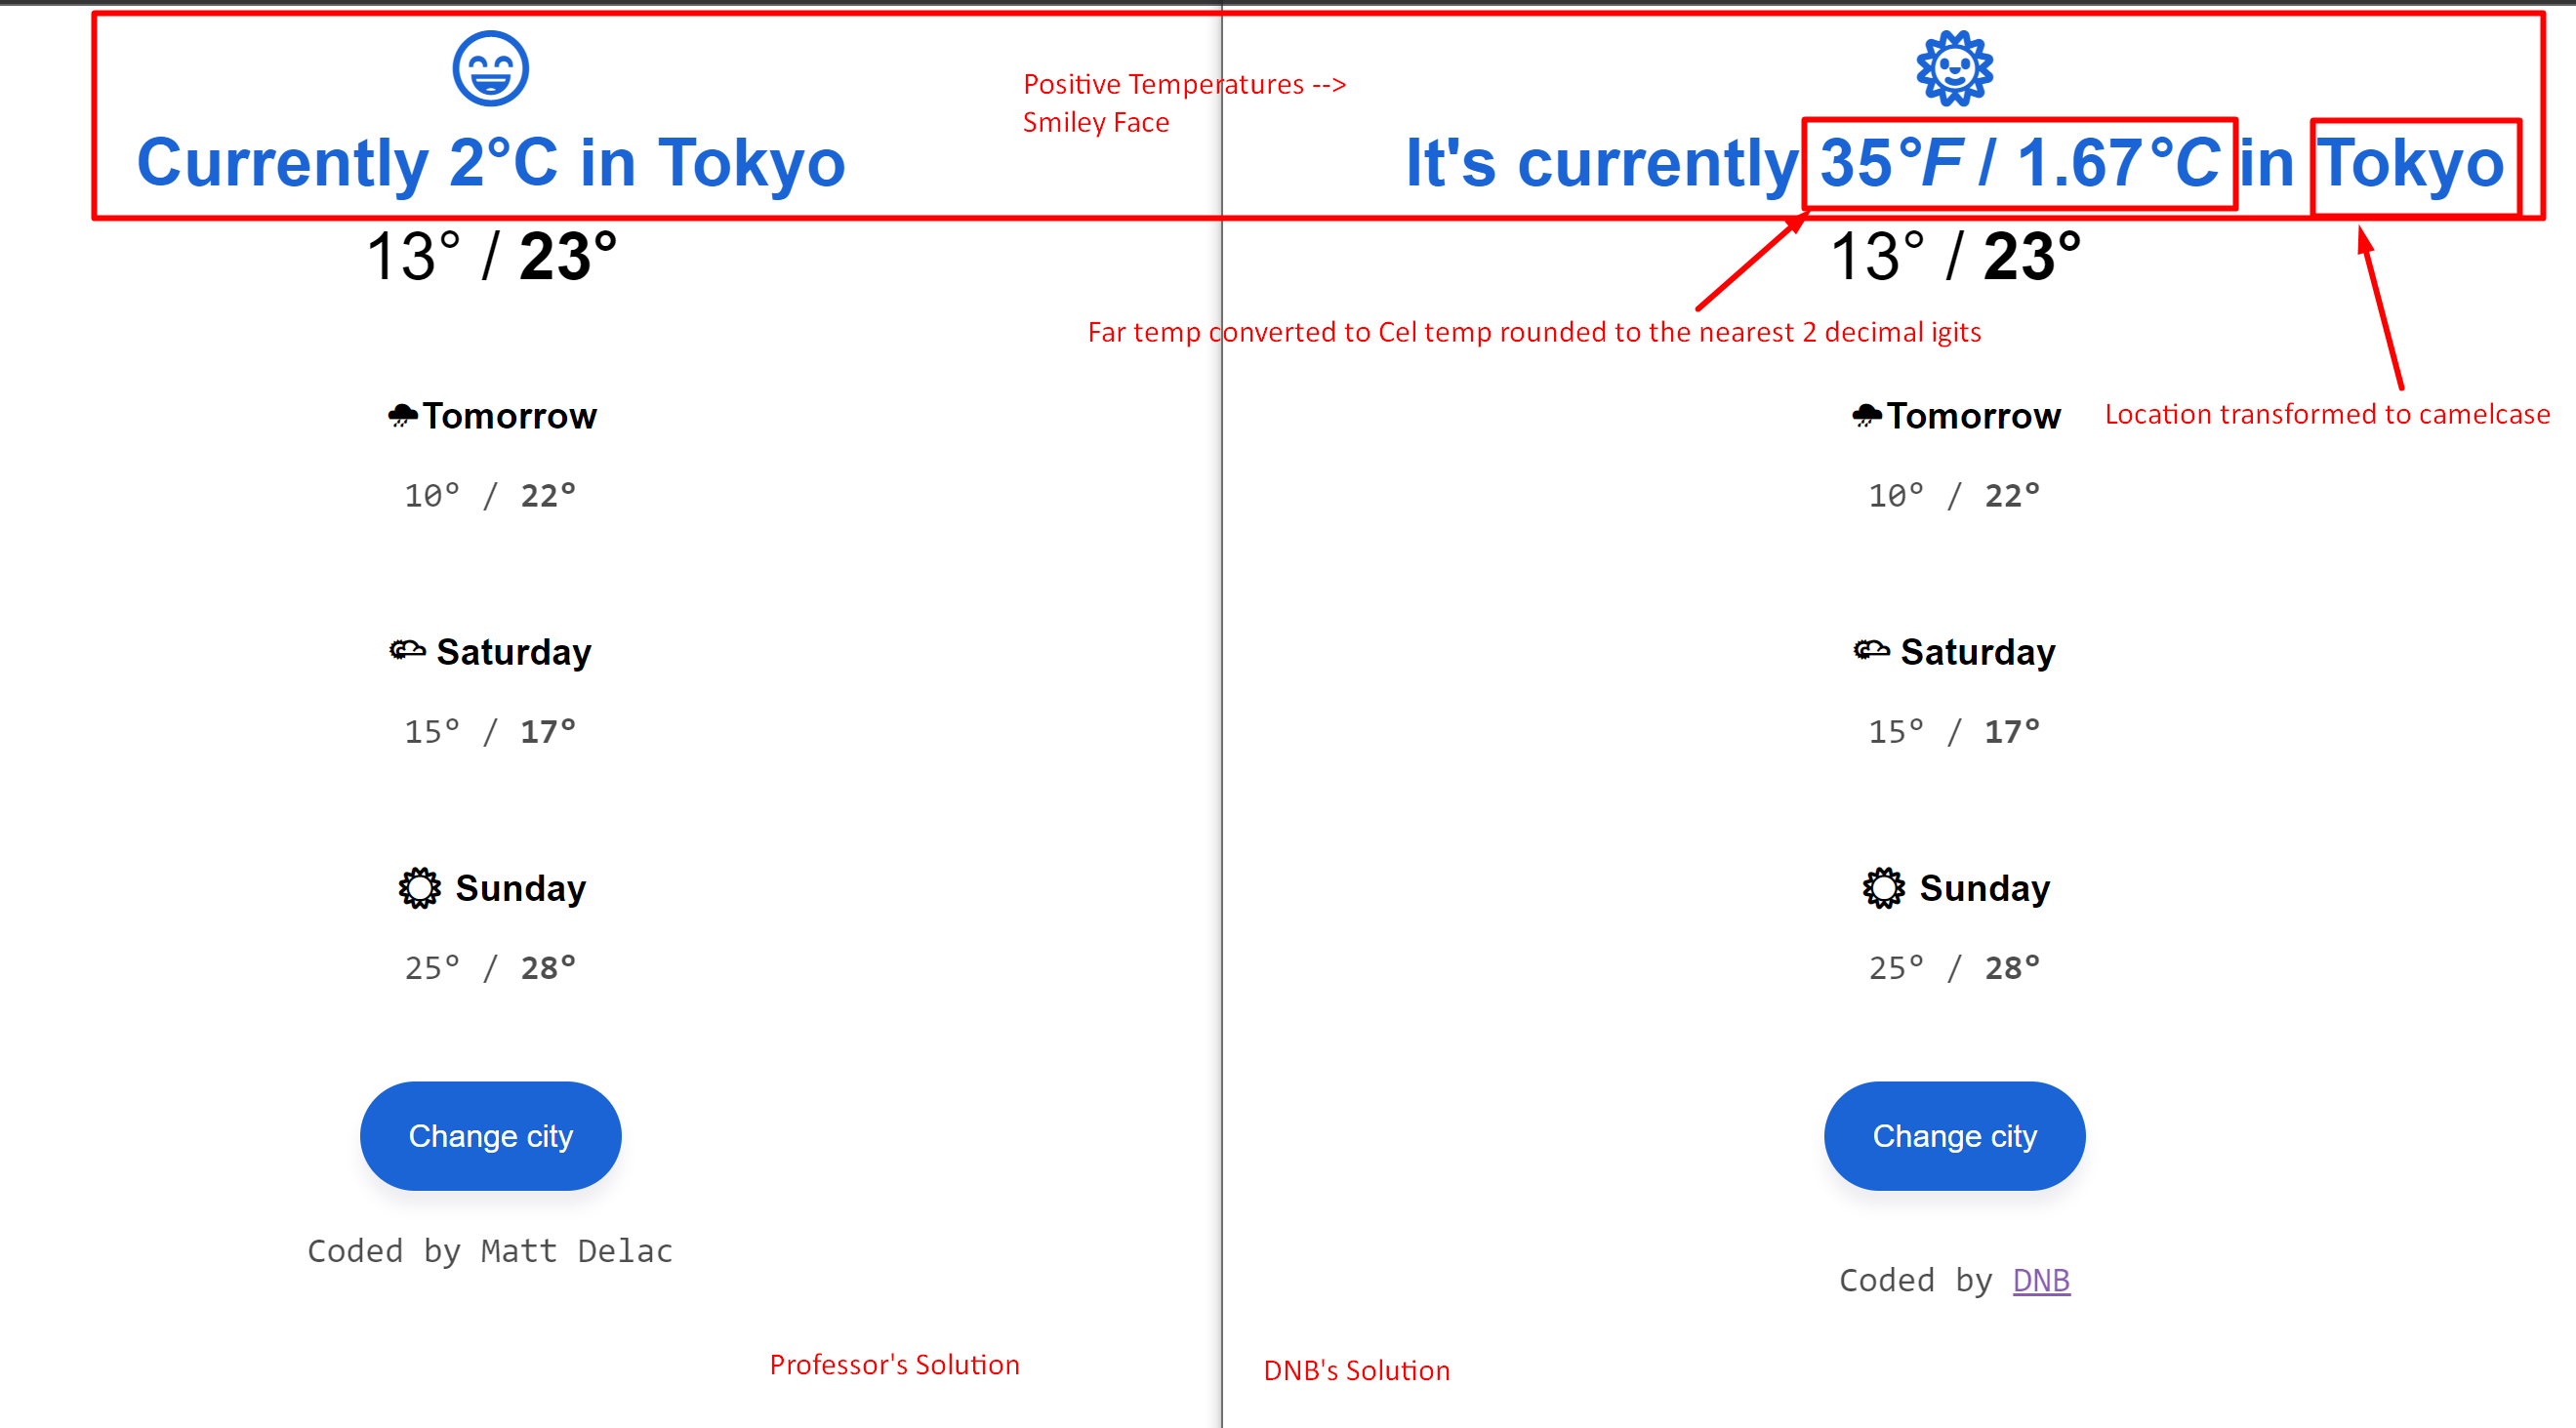 Currently 2°C in Tokyo
13° / 23°
Tomorrow
10° / 22°
Saturday
15° / 17°
Sunday
25° / 28°
Change city
Coded by Matt Delac
Professor's Solution
Positive Temperatures -->
Smiley Face
It's currently 35°F / 1.67°C in Tokyo
13° / 23°
Far temp converted to Cel temp rounded to the nearest 2 decimal igits
Tomorrow
Location transformed to camelcase
10° / 22°
Saturday
15° / 17°
Sunday
25° / 28°
Change city
Coded by DNB
DNB's Solution